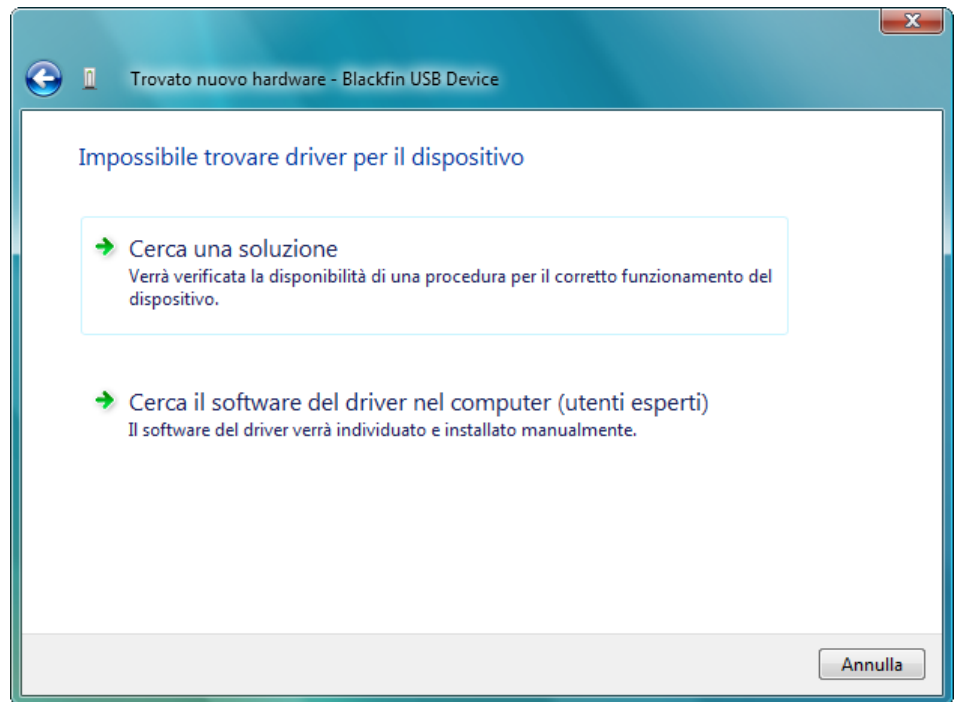 Trovato nuovo hardware - Blackfin USB Device
Impossibile trovare driver per il dispositivo
Cerca una soluzione
Verrà verificata la disponibilità di una procedura per il corretto funzionamento del
dispositivo.
Cerca il software del driver nel computer (utenti esperti)
Il software del driver verrà individuato e installato manualmente.
Annulla